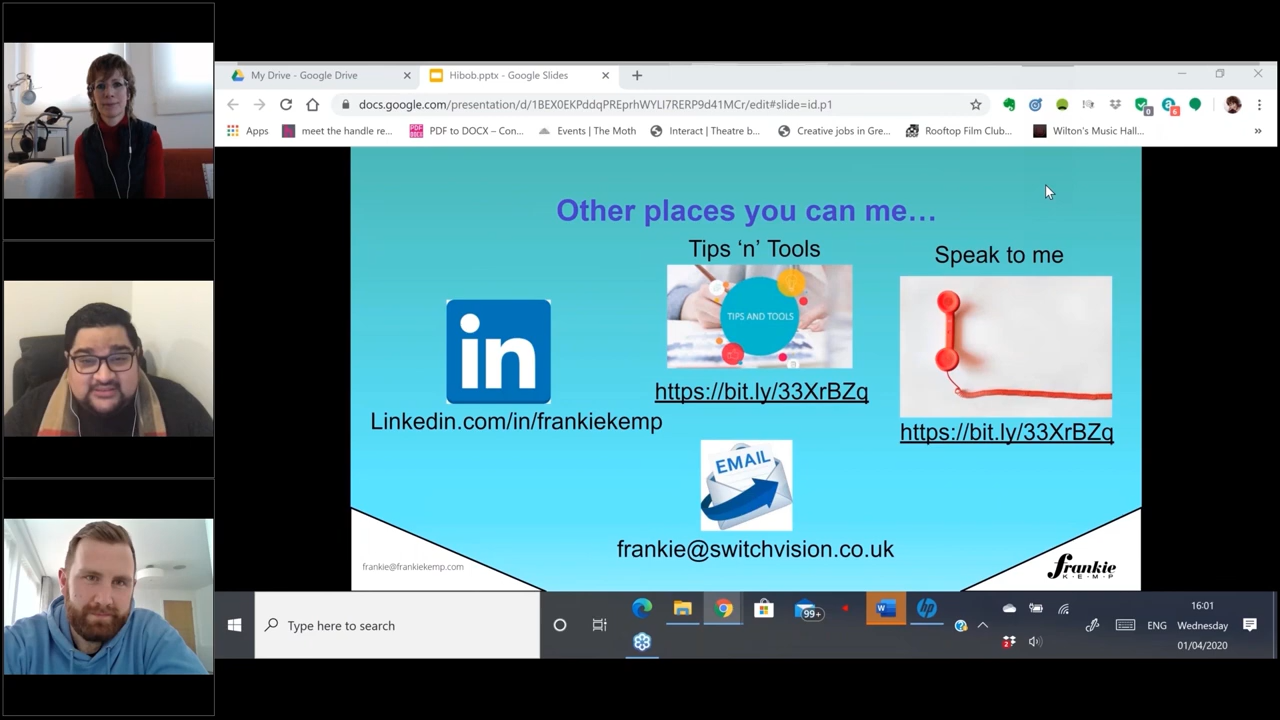 My Drive - Google Drive
Hibob.pptx - Google Slides
docs.google.com/presentation/d/1BEX0EKPddqPREprhWYLI7RERP9d41MCr/edit#slide=id.p1
0
6
Apps
meet the handle re...
PDF to DOCX – Con...
Events | The Moth
Interact | Theatre b...
Creative jobs in Gre...
Rooftop Film Club...
Wilton's Music Hall...
»
Other places you can me...
Tips ‘n’ Tools
Speak to me
TIPS AND TOOLS
in
https://bit.ly/33XrBZq
Linkedin.com/in/frankiekemp
https://bit.ly/33XrBZq
EMAIL
frankie@switchvision.co.uk
frankie@frankiekemp.com
frankie
KEMP
Type here to search
99+
W
hp
ENG
16:01
Wednesday
01/04/2020
2